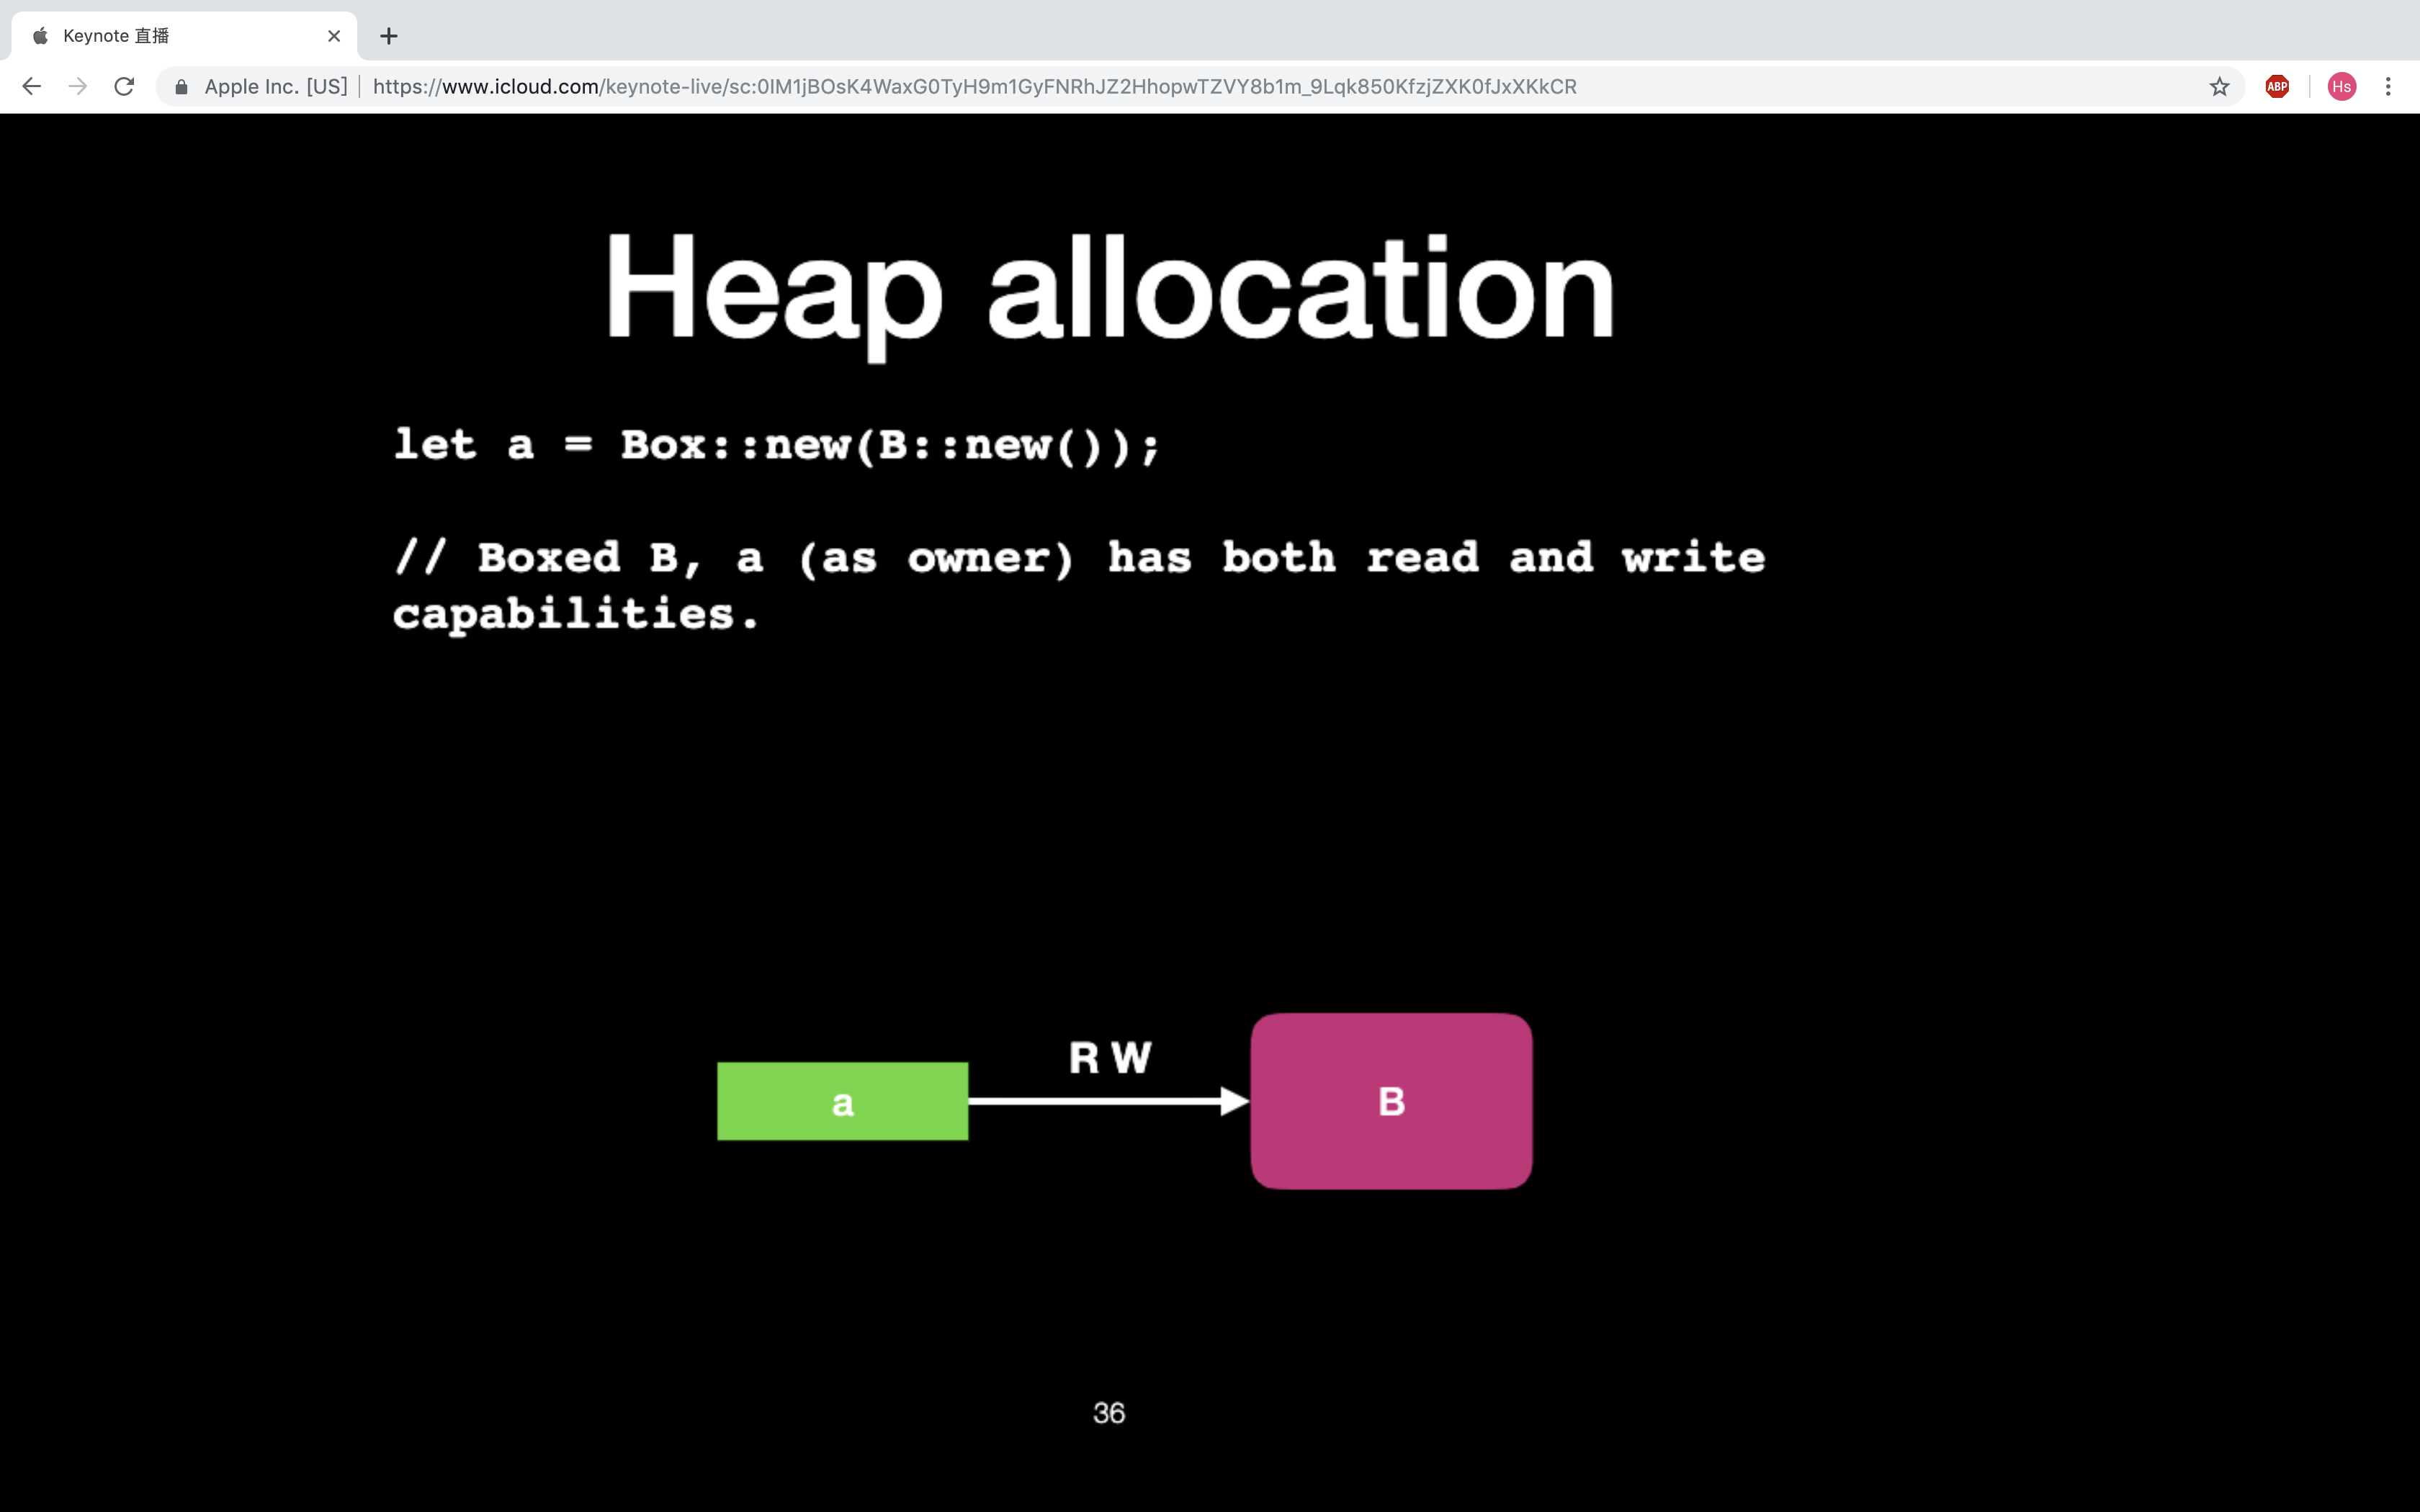 Keynote 直播
Apple Inc. [US] https://www.icloud.com/keynote-live/sc:0IM1jBOsK4WaxG0TyH9m1GyFNRhJZ2HhopwTZVY8b1m_9Lqk850KfzjZXK0fJxXKkCR
ABP
Hs
Heap allocation
let a = Box::new(B::new());
// Boxed B, a (as owner) has both read and write
capabilities.
R W
a
B
36